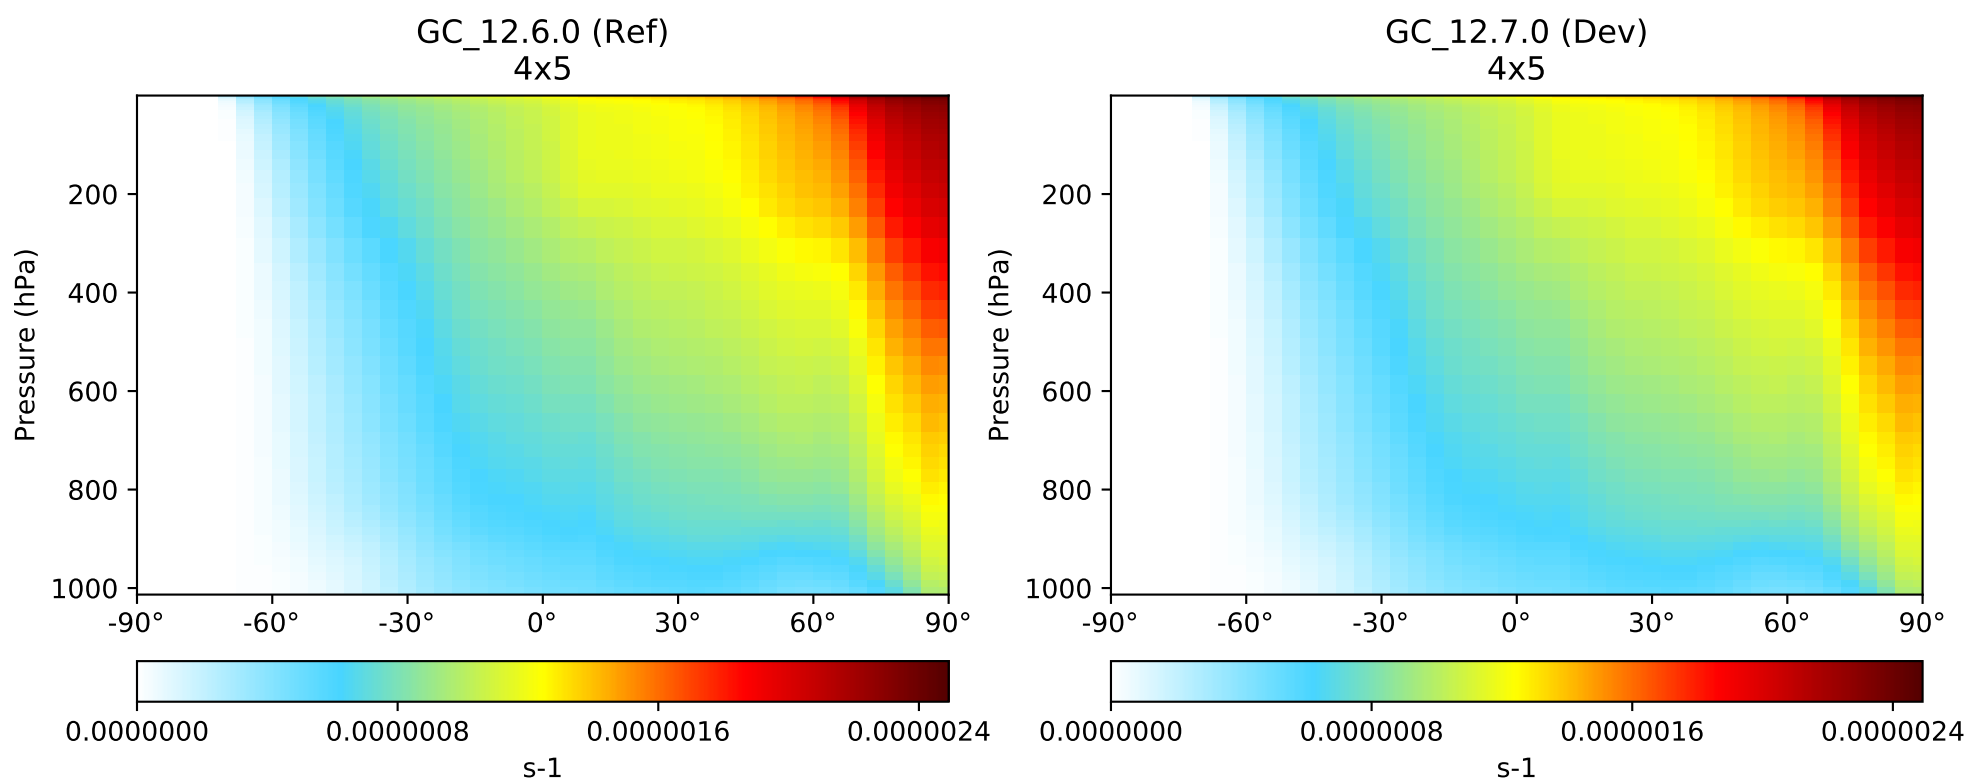 GC_12.6.0 (Ref)
4x5
Pressure (hPa)
200
400
600
800
1000
-90° -60° -30° 0° 30° 60° 90°
0.0000000 0.0000008 0.0000016 0.0000024
s-1
GC_12.7.0 (Dev)
4x5
Pressure (hPa)
200
400
600
800
1000
-90° -60° -30° 0° 30° 60° 90°
0.0000000 0.0000008 0.0000016 0.0000024
s-1